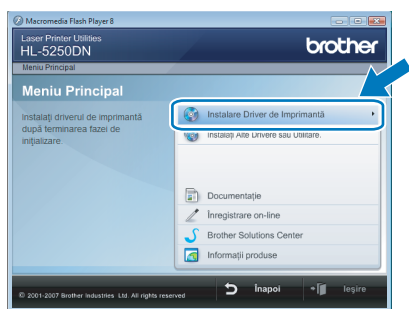 Macromedia Flash Player 8
Laser Printer Utilities
HL-5250DN
brother
Meniu Principal
Meniu Principal
Instalaţi driverul de imprimantă
după terminarea fazei de
iniţializare.
Instalare Driver de Imprimantă
Instalaţi Alte Drivere sau Utilitare.
Documentaţie
Înregistrare on-line
Brother Solutions Center
Informaţii produse
© 2001-2007 Brother Industries Ltd. All rights reserved
Înapoi
Ieşire